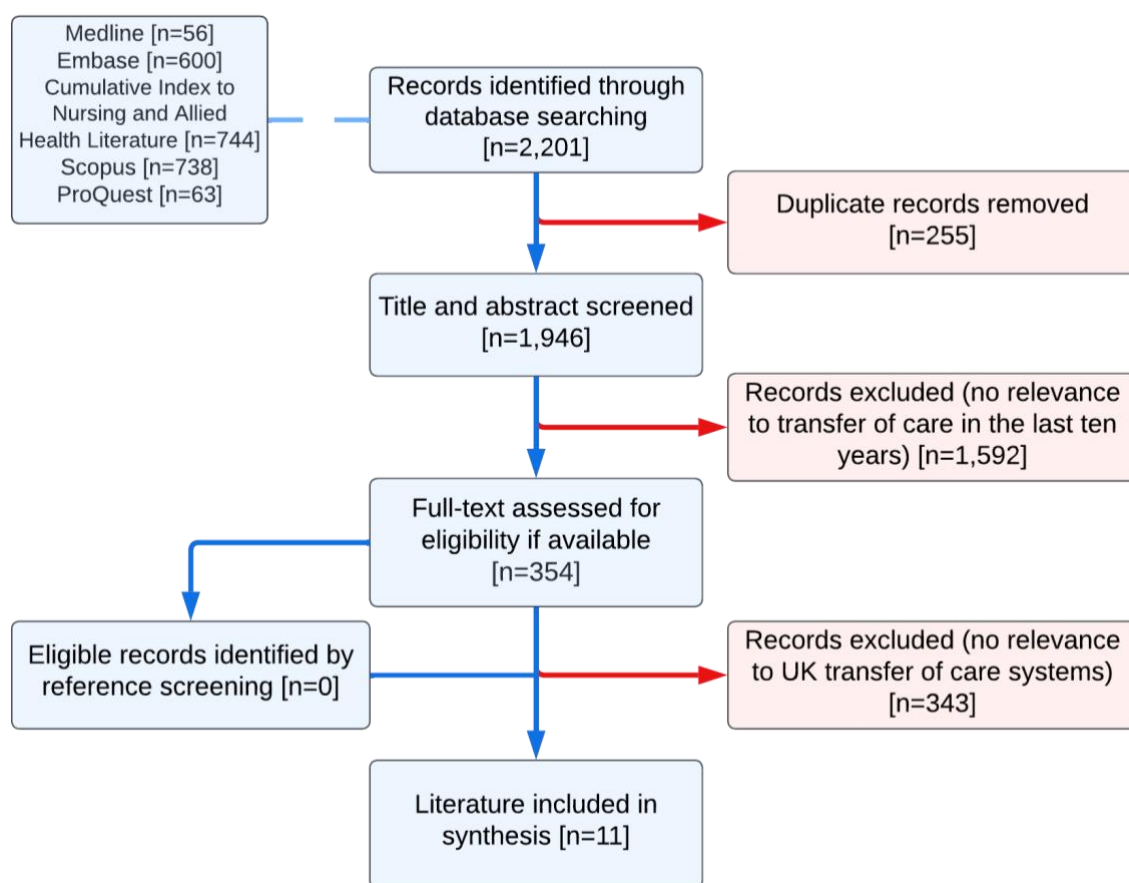 Medline [n=56]
Embase [n=600]
Cumulative Index to
Nursing and Allied
Health Literature [n=744]
Scopus [n=738]
ProQuest [n=63]
Records identified through
database searching
[n=2,201]
Duplicate records removed
[n=255]
Title and abstract screened
[n=1,946]
Records excluded (no relevance
to transfer of care in the last ten
years) [n=1,592]
Full-text assessed for
eligibility if available
[n=354]
Eligible records identified by
reference screening [n=0]
Records excluded (no relevance
to UK transfer of care systems)
[n=343]
Literature included in
synthesis [n=11]